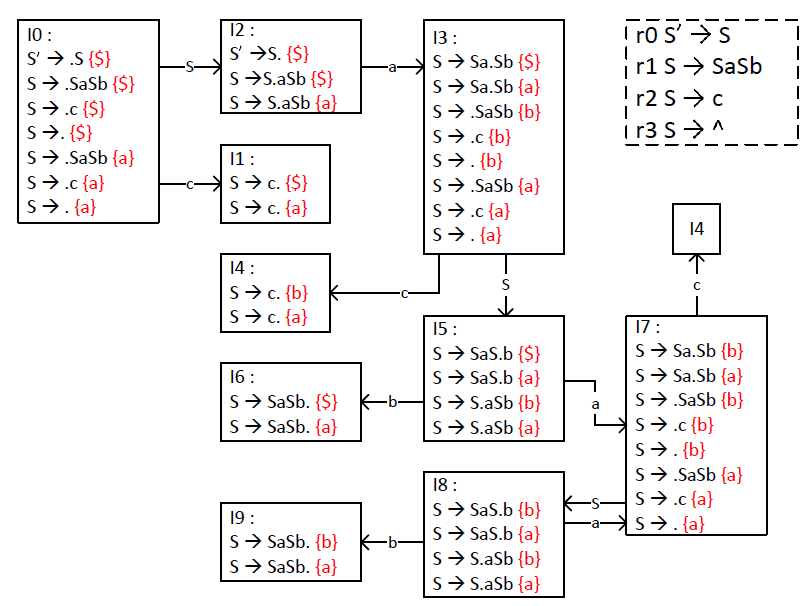 I0 :
S′ → .S {$}
S → .SaSb {$}
S → .c {$}
S →. {$}
S → .SaSb {a}
S → .c {a}
S → . {a}
S
c
I2 :
S′ →S. {$}
S →S.aSb {$}
S → S.aSb {a}
a
I1 :
S → c. {$}
S → c. {a}
I3 :
S → Sa.Sb {$}
S → Sa.Sb {a}
S → .SaSb {b}
S → .c {b}
S → . {b}
S → .SaSb {a}
S → .c {a}
S → . {a}
r0 S′ → S
r1 S → SaSb
r2 S → c
r3 S → ^
I4
c
I4 :
S → c. {b}
S → c. {a}
c
S
I5 :
S → SaS.b {$}
S → SaS.b {a}
S → S.aSb {b}
S → S.aSb {a}
a
I6 :
S → SaSb. {$}
S → SaSb. {a}
b
I7 :
S → Sa.Sb {b}
S → Sa.Sb {a}
S → .SaSb {b}
S → .c {b}
S → . {b}
S → .SaSb {a}
S → .c {a}
S → . {a}
S
a
I8 :
S → SaS.b {b}
S → SaS.b {a}
S → S.aSb {b}
S → S.aSb {a}
b
I9 :
S → SaSb. {b}
S → SaSb. {a}